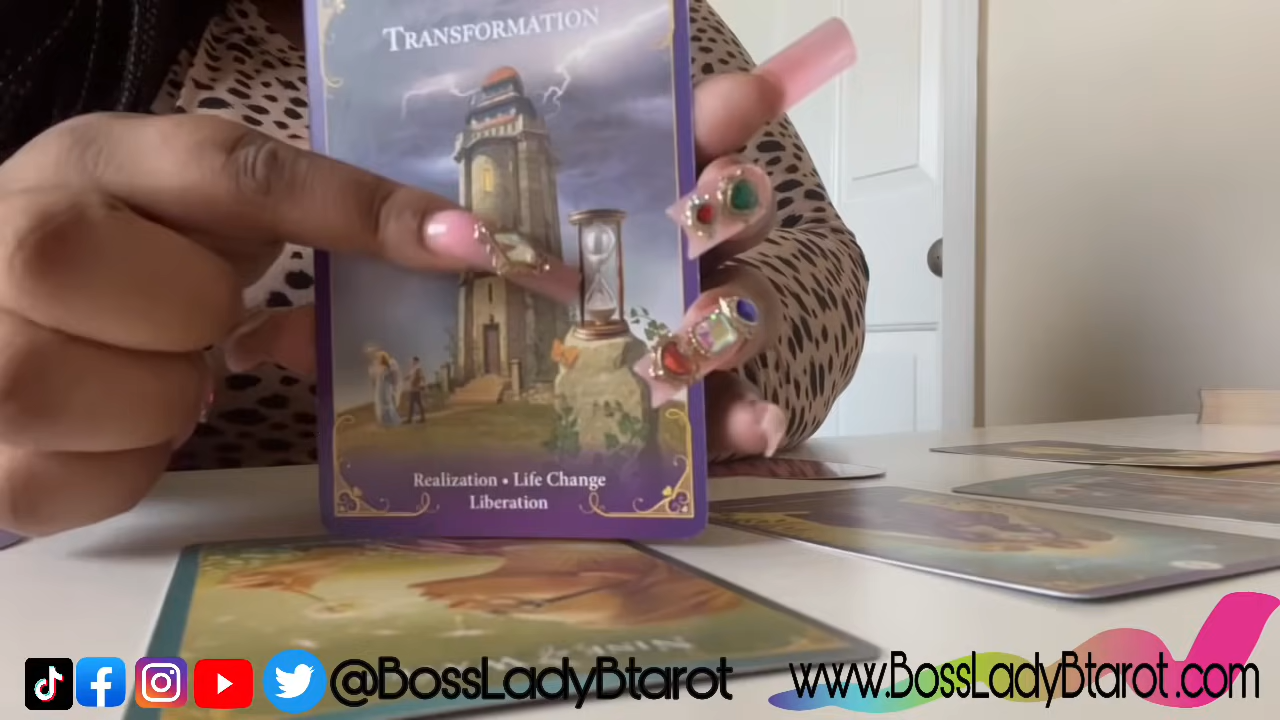 TRANSFORMATION
Realization • Life Change
Liberation
@BossLadyBtarot
www.BossLadyBtarot.com